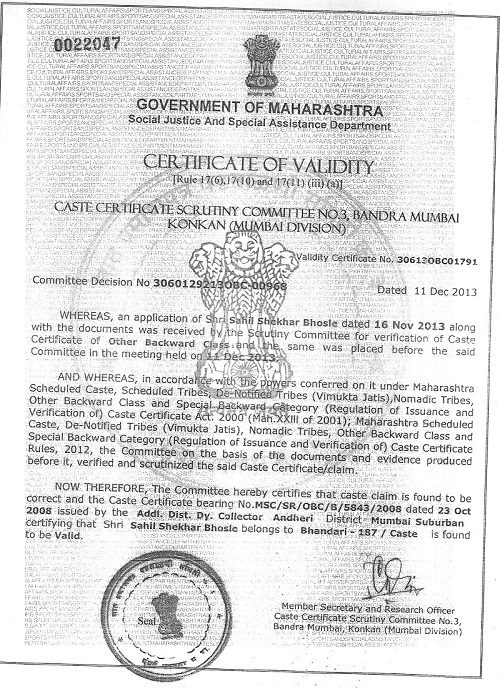 0022047
GOVERNMENT OF MAHARASHTRA
Social Justice And Special Assistance Department
CERTIFICATE OF VALIDITY
[Rule 17(6),17(10) and 17(11) (iii)(a)]
CASTE CERTIFICATE SCRUTINY COMMITTEE NO.3, BANDRA MUMBAI
KONKAN (MUMBAI DIVISION)
Validity Certificate No. 30613OBC01791
Committee Decision No 3060129213OBC-00968
Dated 11 Dec 2013
WHEREAS, an application of Shri Sahil Shekhar Bhosle dated 16 Nov 2013 along
with the documents was received by the Scrutiny Committee for verification of Caste
Certificate of Other Backward Class and the same was placed before the said
Committee in the meeting held on 11 Dec 2013.
AND WHEREAS, in accordance with the powers conferred on it under Maharashtra
Scheduled Caste, Scheduled Tribes, De-Notified Tribes (Vimukta Jatis),Nomadic Tribes,
Other Backward Class and Special Backward Category (Regulation of Issuance and
Verification of) Caste Certificate Act. 2000 (Mah.XXIII of 2001); Maharashtra Scheduled
Caste, De-Notified Tribes (Vimukta Jatis), Nomadic Tribes, Other Backward Class and
Special Backward Category (Regulation of Issuance and Verification of) Caste Certificate
Rules, 2012, the Committee on the basis of the documents and evidence produced
before it, verified and scrutinized the said Caste Certificate/claim.
NOW THEREFORE, The Committee hereby certifies that caste claim is found to be
correct and the Caste Certificate bearing No.MSC/SR/OBC/B/5843/2008 dated 23 Oct
2008 issued by the Addl. Dist. Dy. Collector Andheri District Mumbai Suburban
certifying that Shri Sahil Shekhar Bhosle belongs to Bhandari - 187 / Caste is found
to be Valid.
Seal
Member Secretary and Research Officer
Caste Certificate Scrutiny Committee No.3,
Bandra Mumbai, Konkan (Mumbai Division)